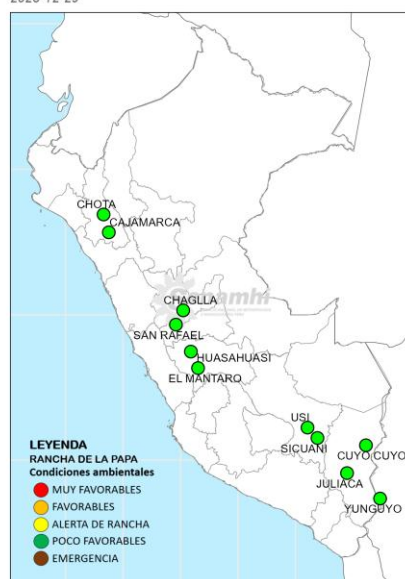 CHOTA
CAJAMARCA
CHAGLLA
SAN RAFAEL
HUASAHUASI
EL MANTARO
USI
SICUANI
CUYO CUYO
JULIACA
YUNGUYO
LEYENDA
RANCHA DE LA PAPA
Condiciones ambientales
MUY FAVORABLES
FAVORABLES
ALERTA DE RANCHA
POCO FAVORABLES
EMERGENCIA